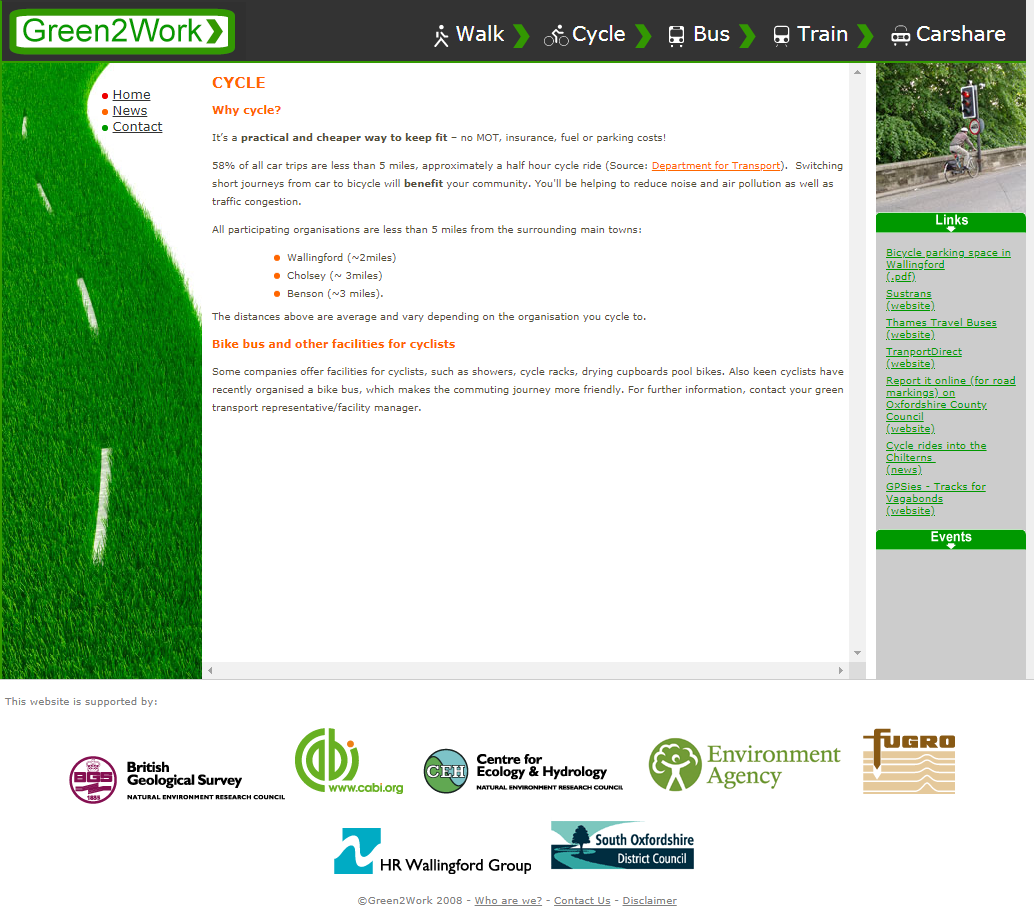 Green2Work
Walk
Cycle
Bus
Train
Carshare
Home
News
Contact
CYCLE
Why cycle?
It's a practical and cheaper way to keep fit – no MOT, insurance, fuel or parking costs!
58% of all car trips are less than 5 miles, approximately a half hour cycle ride (Source: Department for Transport).  Switching
short journeys from car to bicycle will benefit your community. You'll be helping to reduce noise and air pollution as well as
traffic congestion.
All participating organisations are less than 5 miles from the surrounding main towns:
Wallingford (~2miles)
Cholsey (~ 3miles)
Benson (~3 miles).
The distances above are average and vary depending on the organisation you cycle to.
Bike bus and other facilities for cyclists
Some companies offer facilities for cyclists, such as showers, cycle racks, drying cupboards pool bikes. Also keen cyclists have
recently organised a bike bus, which makes the commuting journey more friendly. For further information, contact your green
transport representative/facility manager.
Links
Bicycle parking space in
Wallingford
(.pdf)
Sustrans
(website)
Thames Travel Buses
(website)
TranportDirect
(website)
Report it online (for road
markings) on
Oxfordshire County
Council
(website)
Cycle rides into the
Chilterns
(news)
GPSies - Tracks for
Vagabonds
(website)
Events
This website is supported by:
BGS
1835
British
Geological Survey
NATURAL ENVIRONMENT RESEARCH COUNCIL
cabi
www.cabi.org
CEH
Centre for
Ecology & Hydrology
NATURAL ENVIRONMENT RESEARCH COUNCIL
Environment
Agency
FUGRO
HR Wallingford Group
South Oxfordshire
District Council
©Green2Work 2008 - Who are we? - Contact Us - Disclaimer